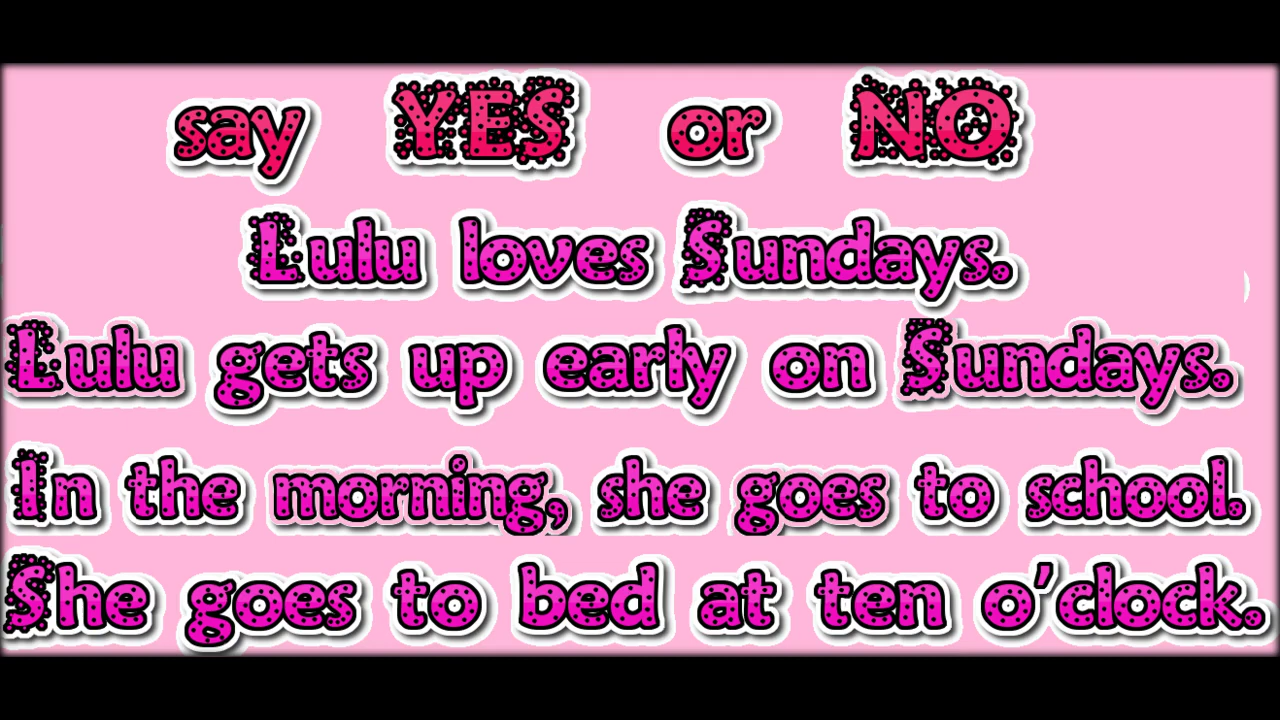 say YES or NO
Lulu loves Sundays.
Lulu gets up early on Sundays.
In the morning, she goes to school.
She goes to bed at ten o'clock.